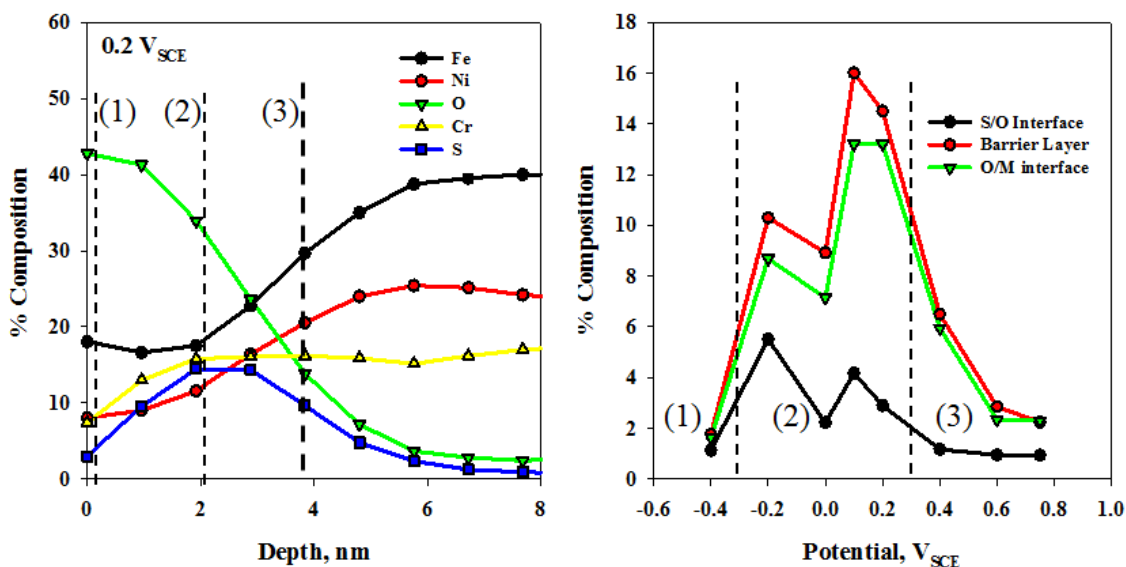 0.2 V_SCE
(1) (2) (3)
Fe
Ni
O
Cr
S
60
50
40
30
20
10
0
% Composition
0 2 4 6 8
Depth, nm
18
16
14
12
10
8
6
4
2
0
% Composition
S/O Interface
Barrier Layer
O/M interface
(1) (2) (3)
-0.6 -0.4 -0.2 0.0 0.2 0.4 0.6 0.8 1.0
Potential, V_SCE